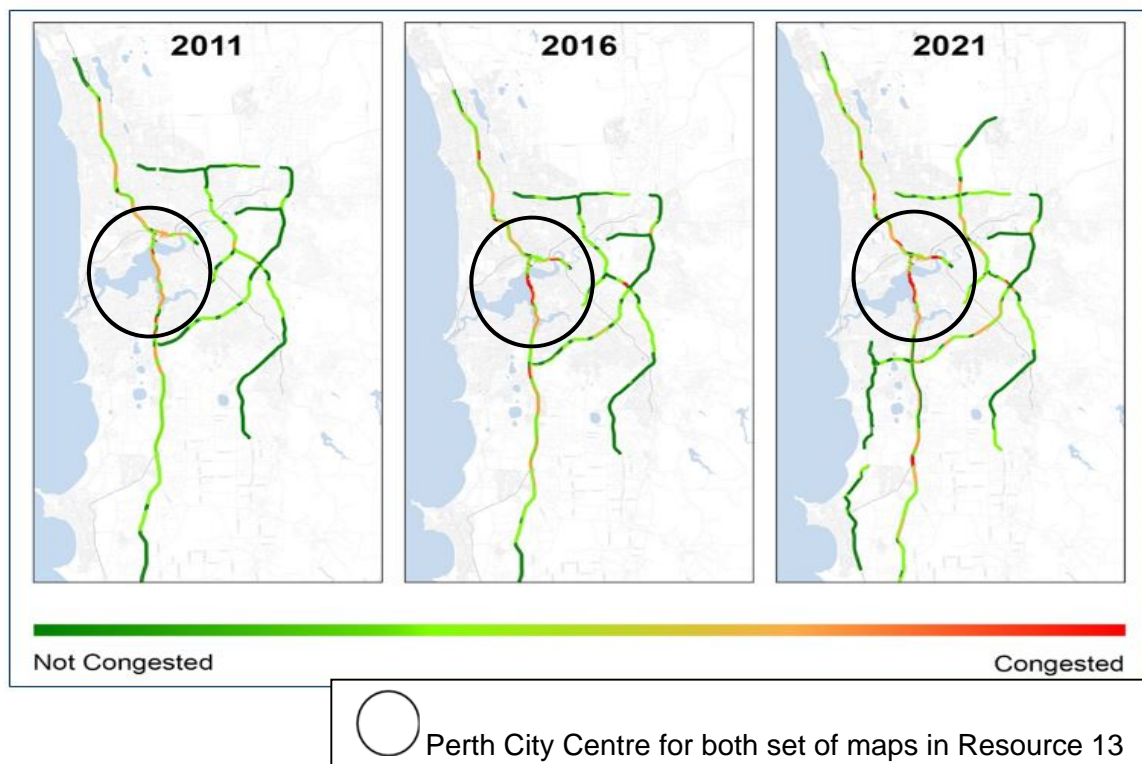 2011 2016 2021
Not Congested Congested
Perth City Centre for both set of maps in Resource 13